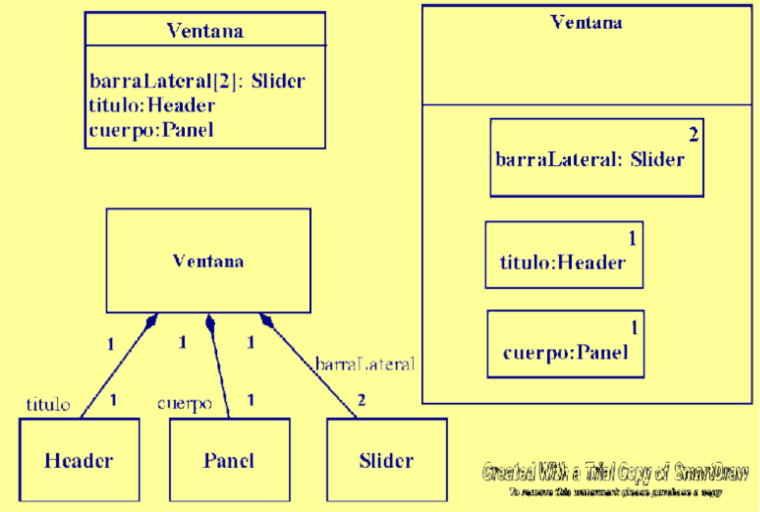 Ventana
barraLateral[2]: Slider
titulo:Header
cuerpo:Panel
Ventana
2
barraLateral: Slider
1
titulo:Header
1
cuerpo:Panel
Ventana
1 1 1
barraLateral
titulo 1 cuerpo 1 2
Header Panel Slider
Created With a Trial Copy of SmartDraw
To remove this watermark please purchase a copy